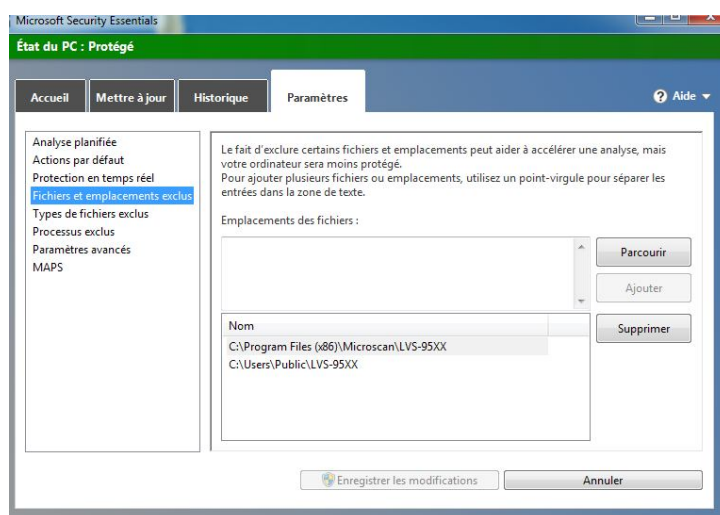 Microsoft Security Essentials
État du PC : Protégé
Accueil
Mettre à jour
Historique
Paramètres
Aide
Analyse planifiée
Actions par défaut
Protection en temps réel
Fichiers et emplacements exclus
Types de fichiers exclus
Processus exclus
Paramètres avancés
MAPS
Le fait d'exclure certains fichiers et emplacements peut aider à accélérer une analyse, mais
votre ordinateur sera moins protégé.
Pour ajouter plusieurs fichiers ou emplacements, utilisez un point-virgule pour séparer les
entrées dans la zone de texte.
Emplacements des fichiers :
Parcourir
Ajouter
Nom
Supprimer
C:\Program Files (x86)\Microscan\LVS-95XX
C:\Users\Public\LVS-95XX
Enregistrer les modifications
Annuler